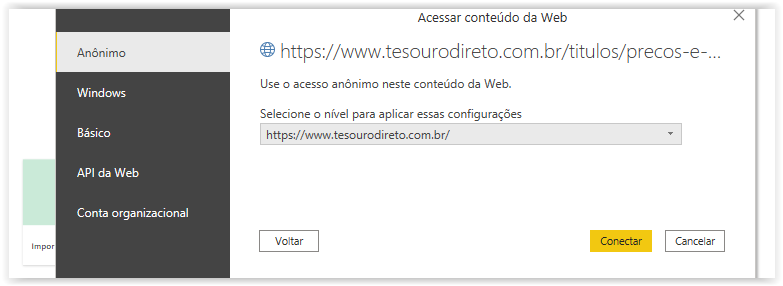 Acessar conteúdo da Web
Anônimo
Windows
Básico
API da Web
Conta organizacional
https://www.tesourodireto.com.br/titulos/precos-e-...
Use o acesso anônimo neste conteúdo da Web.
Selecione o nível para aplicar essas configurações
https://www.tesourodireto.com.br/
Voltar
Conectar
Cancelar
Impor